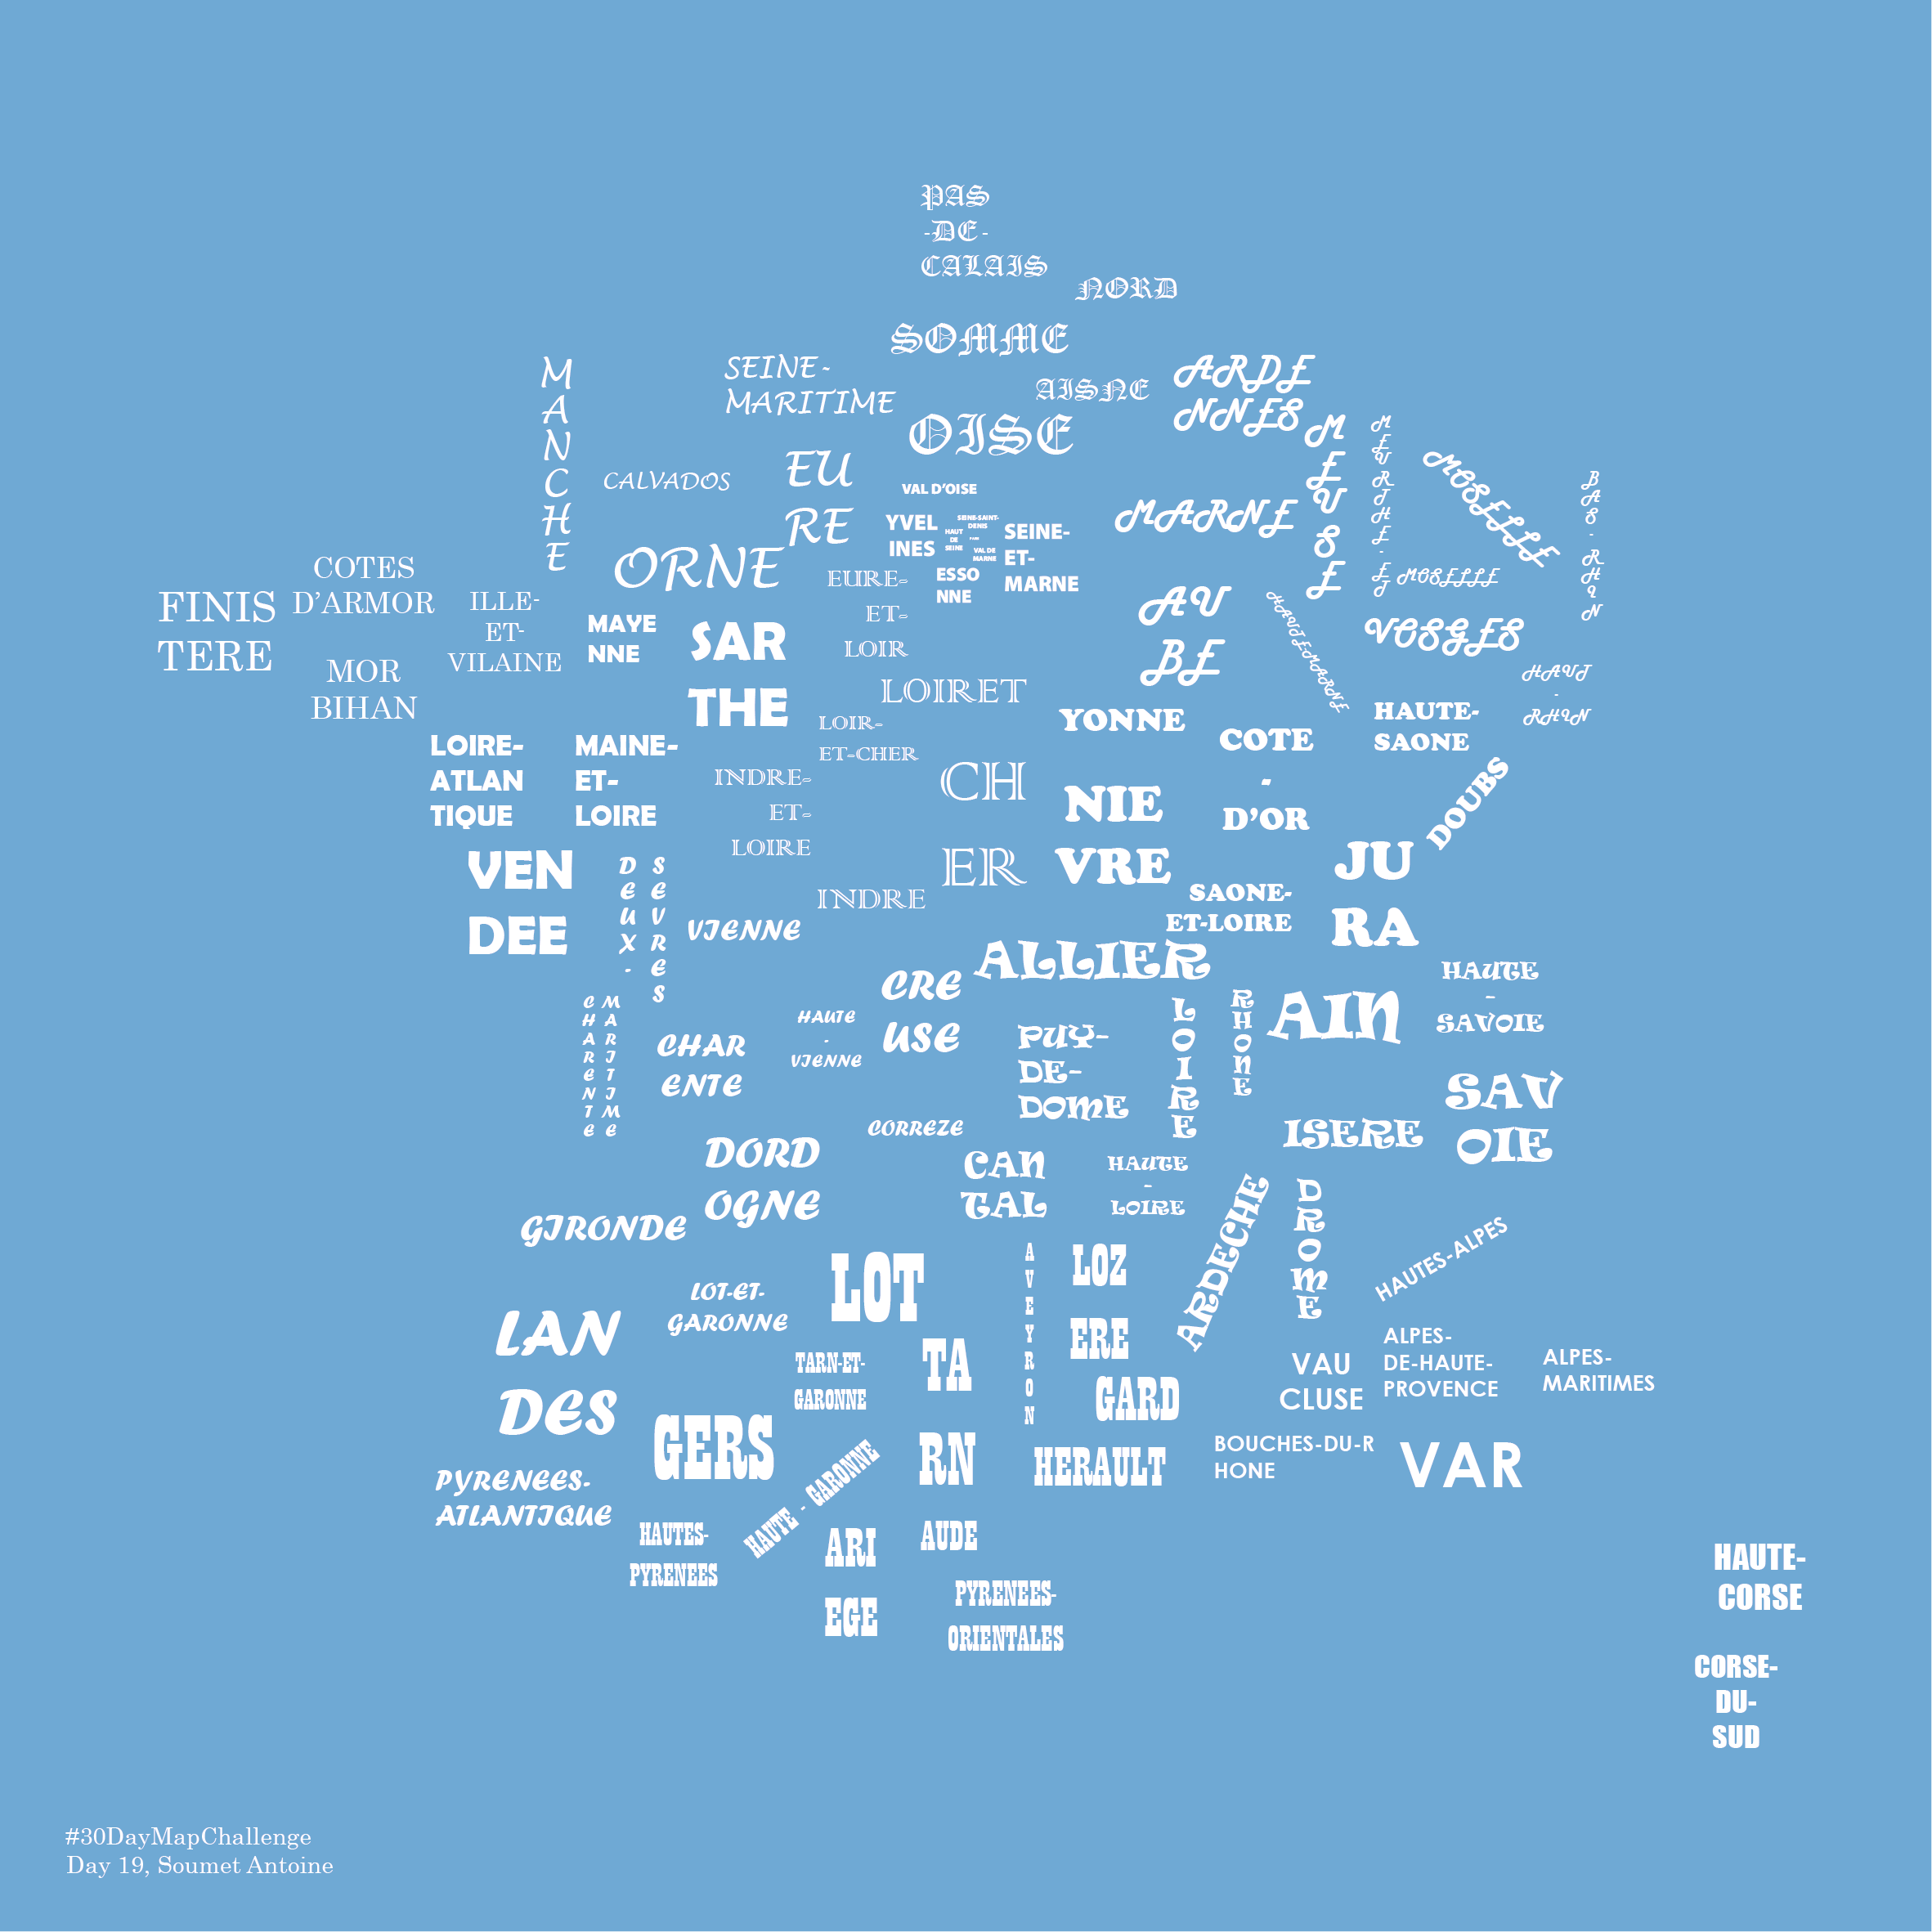 PAS
-DE-
CALAIS
NORD
SOMME
SEINE-
MARITIME
AISNE
OISE
ARDE
NNES
MANCHE
CALVADOS
EU
RE
ORNE
VAL D'OISE
YVEL
INES
SEINE-SAINT-
DENIS
HAUT
DE
SEINE
PARIS
VAL DE
MARNE
SEINE-
ET-
MARNE
ESSO
NNE
MARNE
MEUSE
MEURTHE-ET
MOSELLE
MOSELLE
BAS-RHIN
COTES
D'ARMOR
FINIS
TERE
ILLE-
ET-
VILAINE
MOR
BIHAN
MAYE
NNE
SAR
THE
EURE-
ET-
LOIR
LOIRET
AU
BE
HAUTE-MARNE
VOSGES
HAUT
-
RHIN
LOIRE-
ATLAN
TIQUE
MAINE-
ET-
LOIRE
LOIR-
ET-CHER
INDRE-
ET-
LOIRE
CH
ER
YONNE
COTE
-
D'OR
HAUTE-
SAONE
NIE
VRE
DOUBS
JU
RA
VEN
DEE
DEUX-
SEVRES
INDRE
VIENNE
SAONE-
ET-LOIRE
ALLIER
CRE
USE
CHARENTE
MARITIME
CHAR
ENTE
HAUTE
-
VIENNE
PUY-
DE-
DOME
LOIRE
RHONE
AIN
HAUTE
-
SAVOIE
SAV
OIE
ISERE
CORREZE
DORD
OGNE
CAN
TAL
HAUTE
-
LOIRE
ARDECHE
DROME
GIRONDE
HAUTES-ALPES
LOT
AVEYRON
LOZ
ERE
LOT-ET-
GARONNE
LAN
DES
TARN-ET-
GARONNE
TA
RN
GARD
VAU
CLUSE
ALPES-
DE-HAUTE-
PROVENCE
ALPES-
MARITIMES
GERS
HERAULT
BOUCHES-DU-R
HONE
VAR
PYRENEES-
ATLANTIQUE
HAUTES-
PYRENEES
HAUTE - GARONNE
ARI
EGE
AUDE
PYRENEES-
ORIENTALES
HAUTE-
CORSE
CORSE-
DU-
SUD
#30DayMapChallenge
Day 19, Soumet Antoine